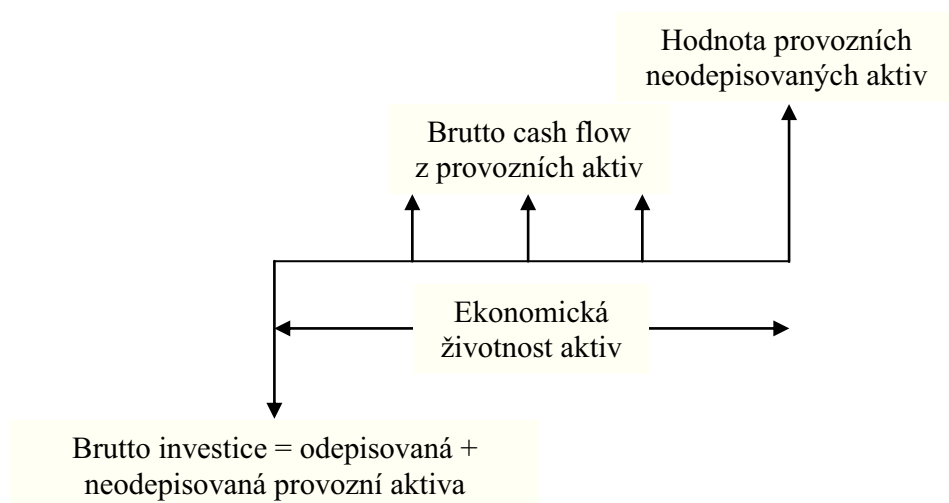 Hodnota provozních
neodepisovaných aktiv
Brutto cash flow
z provozních aktiv
Ekonomická
životnost aktiv
Brutto investice = odepisovaná +
neodepisovaná provozní aktiva